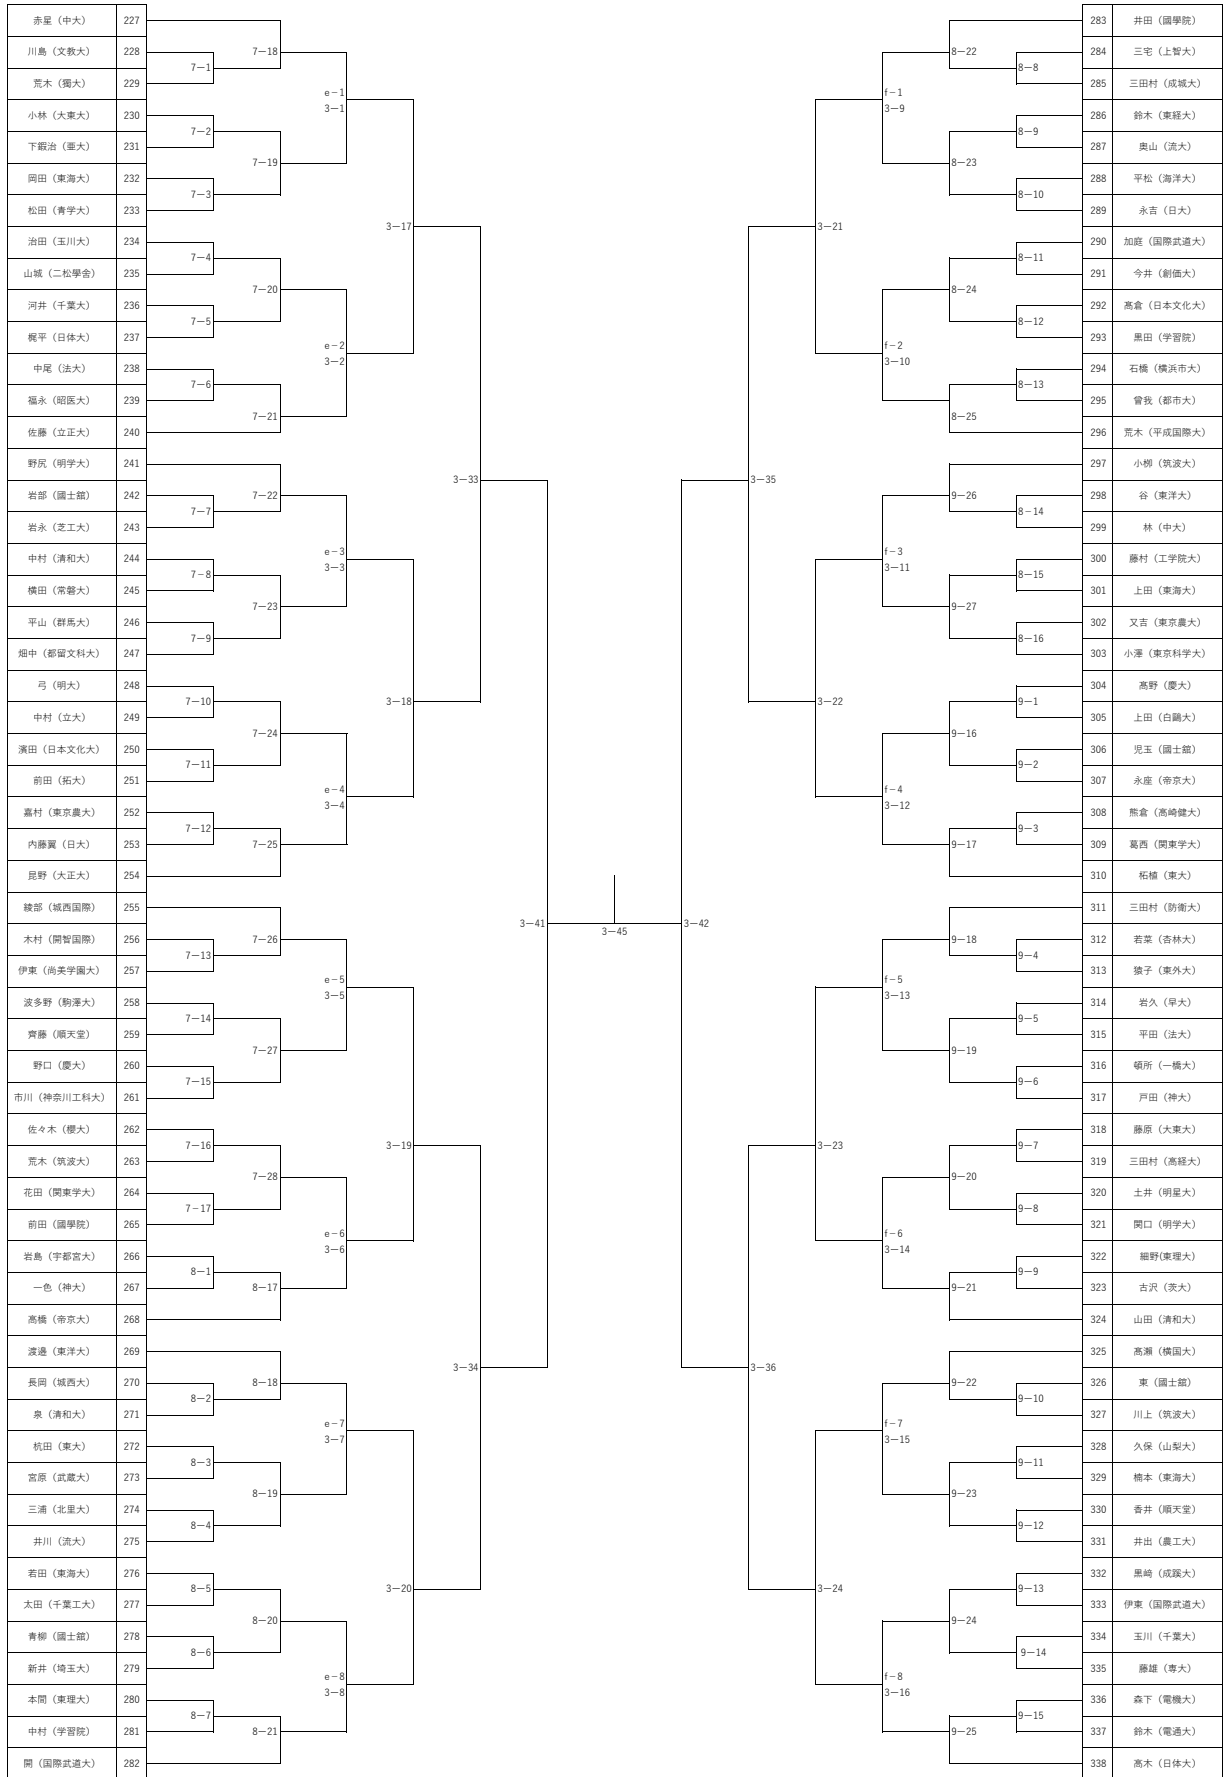 赤星（中大） 227
川島（文教大） 228
荒木（獨大） 229
小林（大東大） 230
下鍜治（亜大） 231
岡田（東海大） 232
松田（青学大） 233
治田（玉川大） 234
山城（二松學舍） 235
河井（千葉大） 236
梶平（日体大） 237
中尾（法大） 238
福永（昭医大） 239
佐藤（立正大） 240
野尻（明学大） 241
岩部（國士舘） 242
岩永（芝工大） 243
中村（清和大） 244
横田（常磐大） 245
平山（群馬大） 246
畑中（都留文科大） 247
弓（明大） 248
中村（立大） 249
濱田（日本文化大） 250
前田（拓大） 251
嘉村（東京農大） 252
内藤翼（日大） 253
昆野（大正大） 254
綾部（城西国際） 255
木村（開智国際） 256
伊東（尚美学園大） 257
波多野（駒澤大） 258
齊藤（順天堂） 259
野口（慶大） 260
市川（神奈川工科大） 261
佐々木（櫻大） 262
荒木（筑波大） 263
花田（関東学大） 264
前田（國學院） 265
岩島（宇都宮大） 266
一色（神大） 267
高橋（帝京大） 268
渡邉（東洋大） 269
長岡（城西大） 270
泉（清和大） 271
杭田（東大） 272
宮原（武蔵大） 273
三浦（北里大） 274
井川（流大） 275
若田（東海大） 276
太田（千葉工大） 277
青柳（國士舘） 278
新井（埼玉大） 279
本間（東理大） 280
中村（学習院） 281
開（国際武道大） 282
7－1
7－2
7－3
7－4
7－5
7－6
7－7
7－8
7－9
7－10
7－11
7－12
7－13
7－14
7－15
7－16
7－17
8－1
8－2
8－3
8－4
8－5
8－6
8－7
7－18
7－19
7－20
7－21
7－22
7－23
7－24
7－25
7－26
7－27
7－28
8－17
8－18
8－19
8－20
8－21
e－1
3－1
e－2
3－2
e－3
3－3
e－4
3－4
e－5
3－5
e－6
3－6
e－7
3－7
e－8
3－8
3－17
3－18
3－19
3－20
3－33
3－34
3－41
3－45
3－42
3－35
3－36
3－21
3－22
3－23
3－24
f－1
3－9
f－2
3－10
f－3
3－11
f－4
3－12
f－5
3－13
f－6
3－14
f－7
3－15
f－8
3－16
8－22
8－23
8－24
8－25
9－26
9－27
9－16
9－17
9－18
9－19
9－20
9－21
9－22
9－23
9－24
9－25
8－8
8－9
8－10
8－11
8－12
8－13
8－14
8－15
8－16
9－1
9－2
9－3
9－4
9－5
9－6
9－7
9－8
9－9
9－10
9－11
9－12
9－13
9－14
9－15
283 井田（國學院）
284 三宅（上智大）
285 三田村（成城大）
286 鈴木（東経大）
287 奥山（流大）
288 平松（海洋大）
289 永吉（日大）
290 加庭（国際武道大）
291 今井（創価大）
292 髙倉（日本文化大）
293 黒田（学習院）
294 石橋（横浜市大）
295 曾我（都市大）
296 荒木（平成国際大）
297 小栁（筑波大）
298 谷（東洋大）
299 林（中大）
300 藤村（工学院大）
301 上田（東海大）
302 又吉（東京農大）
303 小澤（東京科学大）
304 髙野（慶大）
305 上田（白鷗大）
306 児玉（國士舘）
307 永座（帝京大）
308 熊倉（高崎健大）
309 葛西（関東学大）
310 柘植（東大）
311 三田村（防衛大）
312 若菜（杏林大）
313 猿子（東外大）
314 岩久（早大）
315 平田（法大）
316 頓所（一橋大）
317 戸田（神大）
318 藤原（大東大）
319 三田村（高経大）
320 土井（明星大）
321 関口（明学大）
322 細野(東理大）
323 古沢（茨大）
324 山田（清和大）
325 髙瀨（横国大）
326 東（國士舘）
327 川上（筑波大）
328 久保（山梨大）
329 楠本（東海大）
330 香井（順天堂）
331 井出（農工大）
332 黒﨑（成蹊大）
333 伊東（国際武道大）
334 玉川（千葉大）
335 藤雄（専大）
336 森下（電機大）
337 鈴木（電通大）
338 高木（日体大）